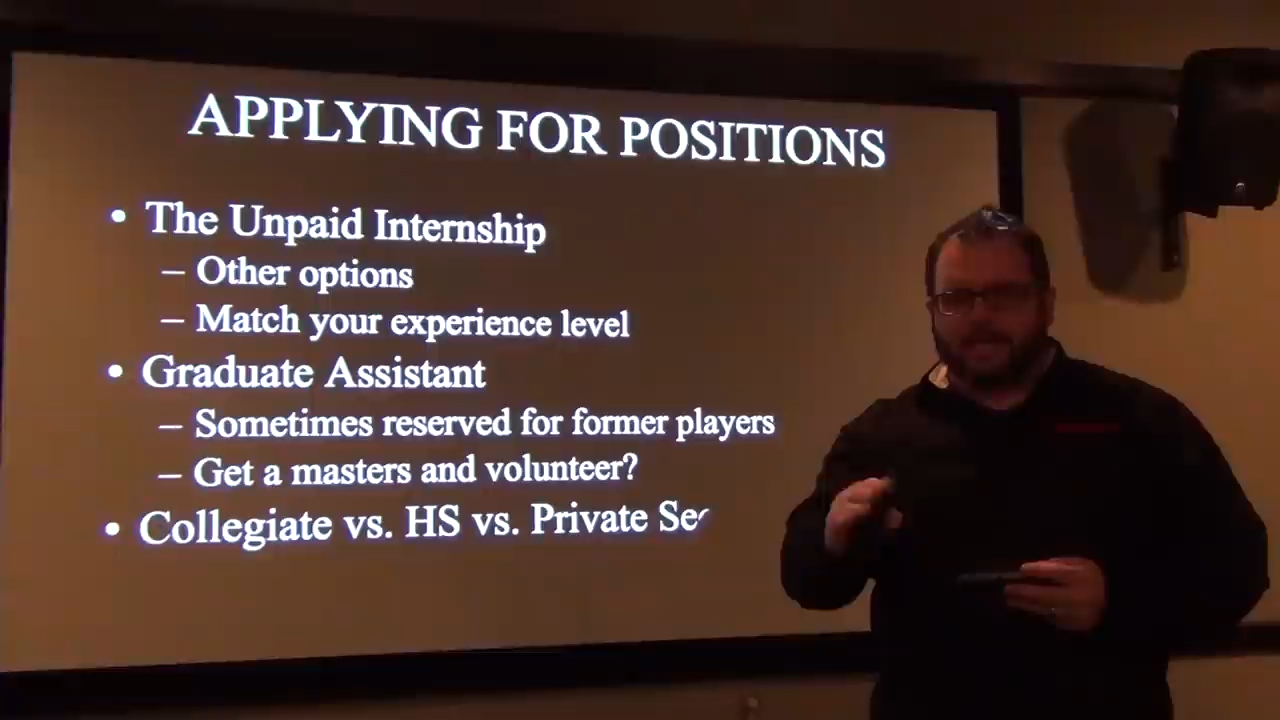 APPLYING FOR POSITIONS
• The Unpaid Internship
– Other options
– Match your experience level
• Graduate Assistant
– Sometimes reserved for former players
– Get a masters and volunteer?
• Collegiate vs. HS vs. Private